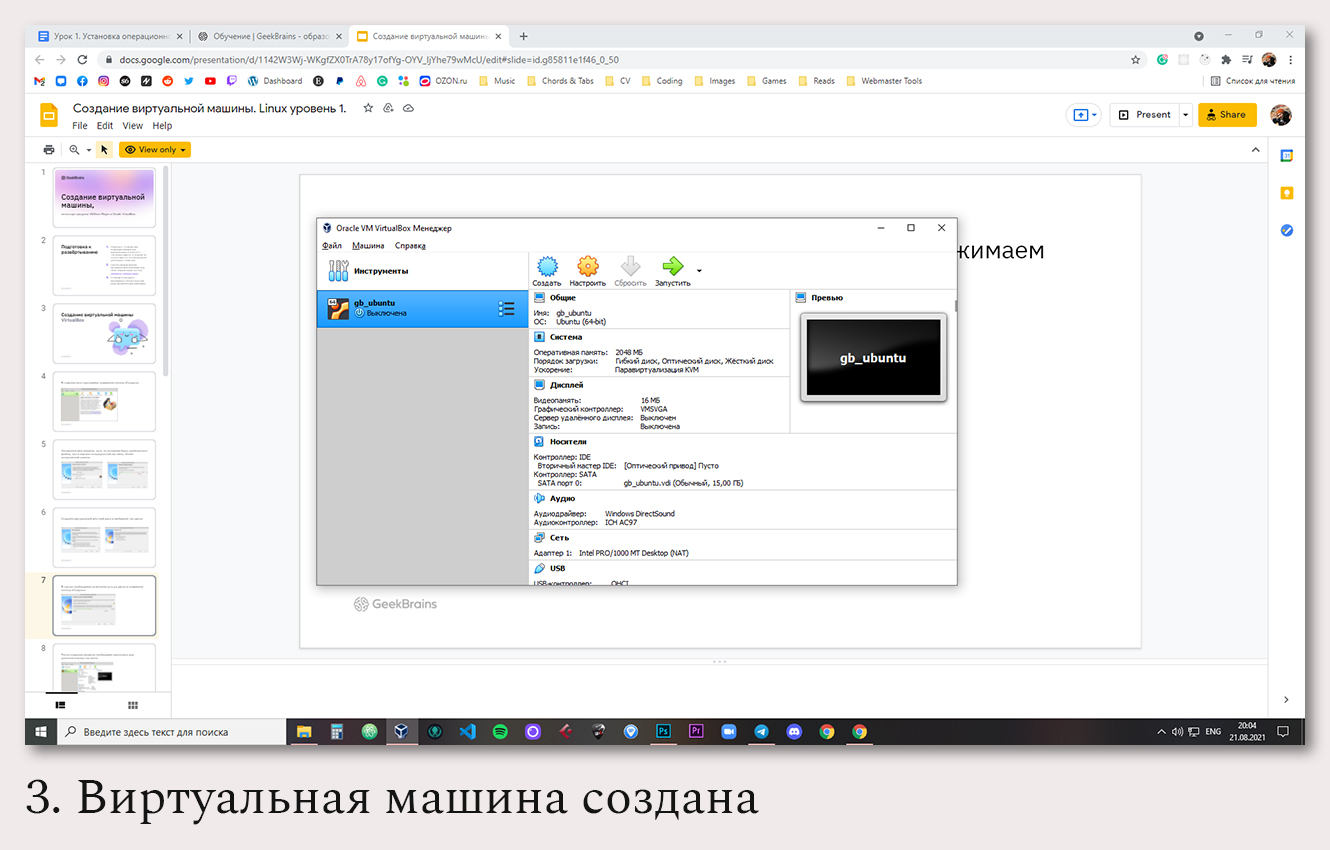 Урок 1. Установка операционн
Обучение | GeekBrains - образо
Создание виртуальной машины
docs.google.com/presentation/d/1142W3Wj-WKgfZX0TrA78y17ofYg-OYV_ljYhe79wMcU/edit#slide=id.g85811e1f46_0_50
Dashboard
OZON.ru
Music
Chords & Tabs
CV
Coding
Images
Games
Reads
Webmaster Tools
Список для чтения
Создание виртуальной машины. Linux уровень 1.
File Edit View Help
Present
Share
View only
1
GeekBrains
Создание виртуальной
машины,
2
Подготовка к
развёртыванию
3
Создание виртуальной машины
VirtualBox
4
5
6
7
8
жимаем
Oracle VM VirtualBox Менеджер
Файл Машина Справка
Инструменты
64
gb_ubuntu
Выключена
Создать Настроить Сбросить Запустить
Общие
Имя: gb_ubuntu
ОС: Ubuntu (64-bit)
Система
Оперативная память: 2048 МБ
Порядок загрузки: Гибкий диск, Оптический диск, Жёсткий диск
Ускорение: Паравиртуализация KVM
Дисплей
Видеопамять: 16 МБ
Графический контроллер: VMSVGA
Сервер удалённого дисплея: Выключен
Запись: Выключена
Превью
gb_ubuntu
Носители
Контроллер: IDE
Вторичный мастер IDE: [Оптический привод] Пусто
Контроллер: SATA
SATA порт 0: gb_ubuntu.vdi (Обычный, 15,00 ГБ)
Аудио
Аудиодрайвер: Windows DirectSound
Аудиоконтроллер: ICH AC97
Сеть
Адаптер 1: Intel PRO/1000 MT Desktop (NAT)
USB
USB-контроллер: OHCI
GeekBrains
Введите здесь текст для поиска
Ps
Pr
ENG
20:04
21.08.2021
3. Виртуальная машина создана